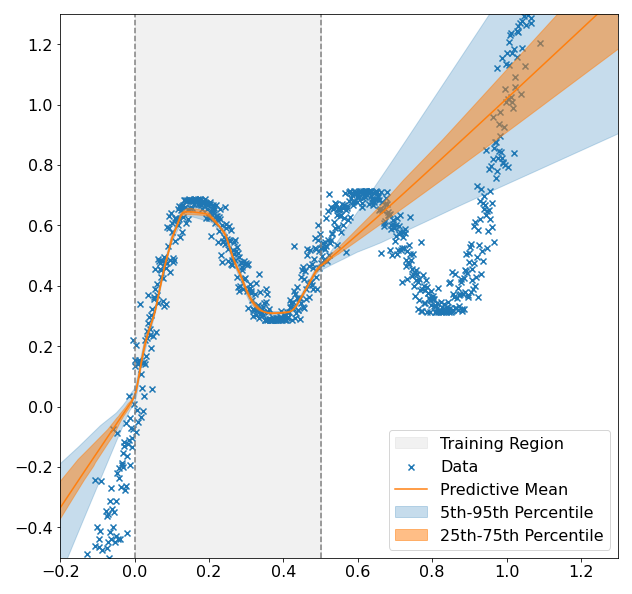 1.2
1.0
0.8
0.6
0.4
0.2
0.0
−0.2
−0.4
−0.2 0.0 0.2 0.4 0.6 0.8 1.0 1.2
Training Region
Data
Predictive Mean
5th-95th Percentile
25th-75th Percentile